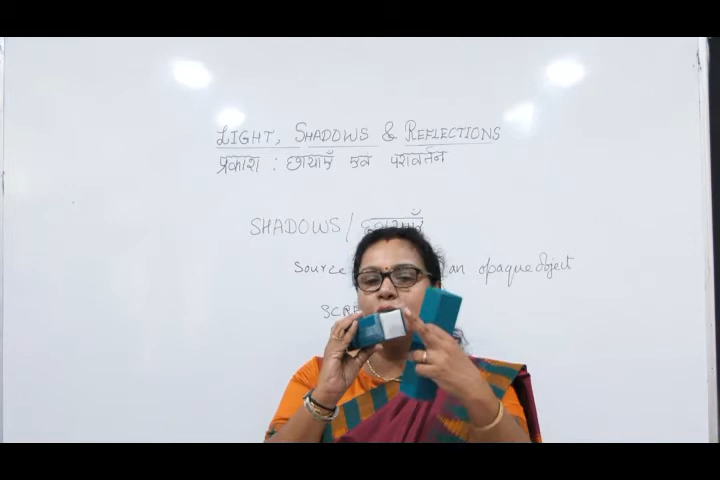 LIGHT, SHADOWS & REFLECTIONS
प्रकाश : छायाएँ एवं परावर्तन
SHADOWS / छायाएँ
Source an opaque object